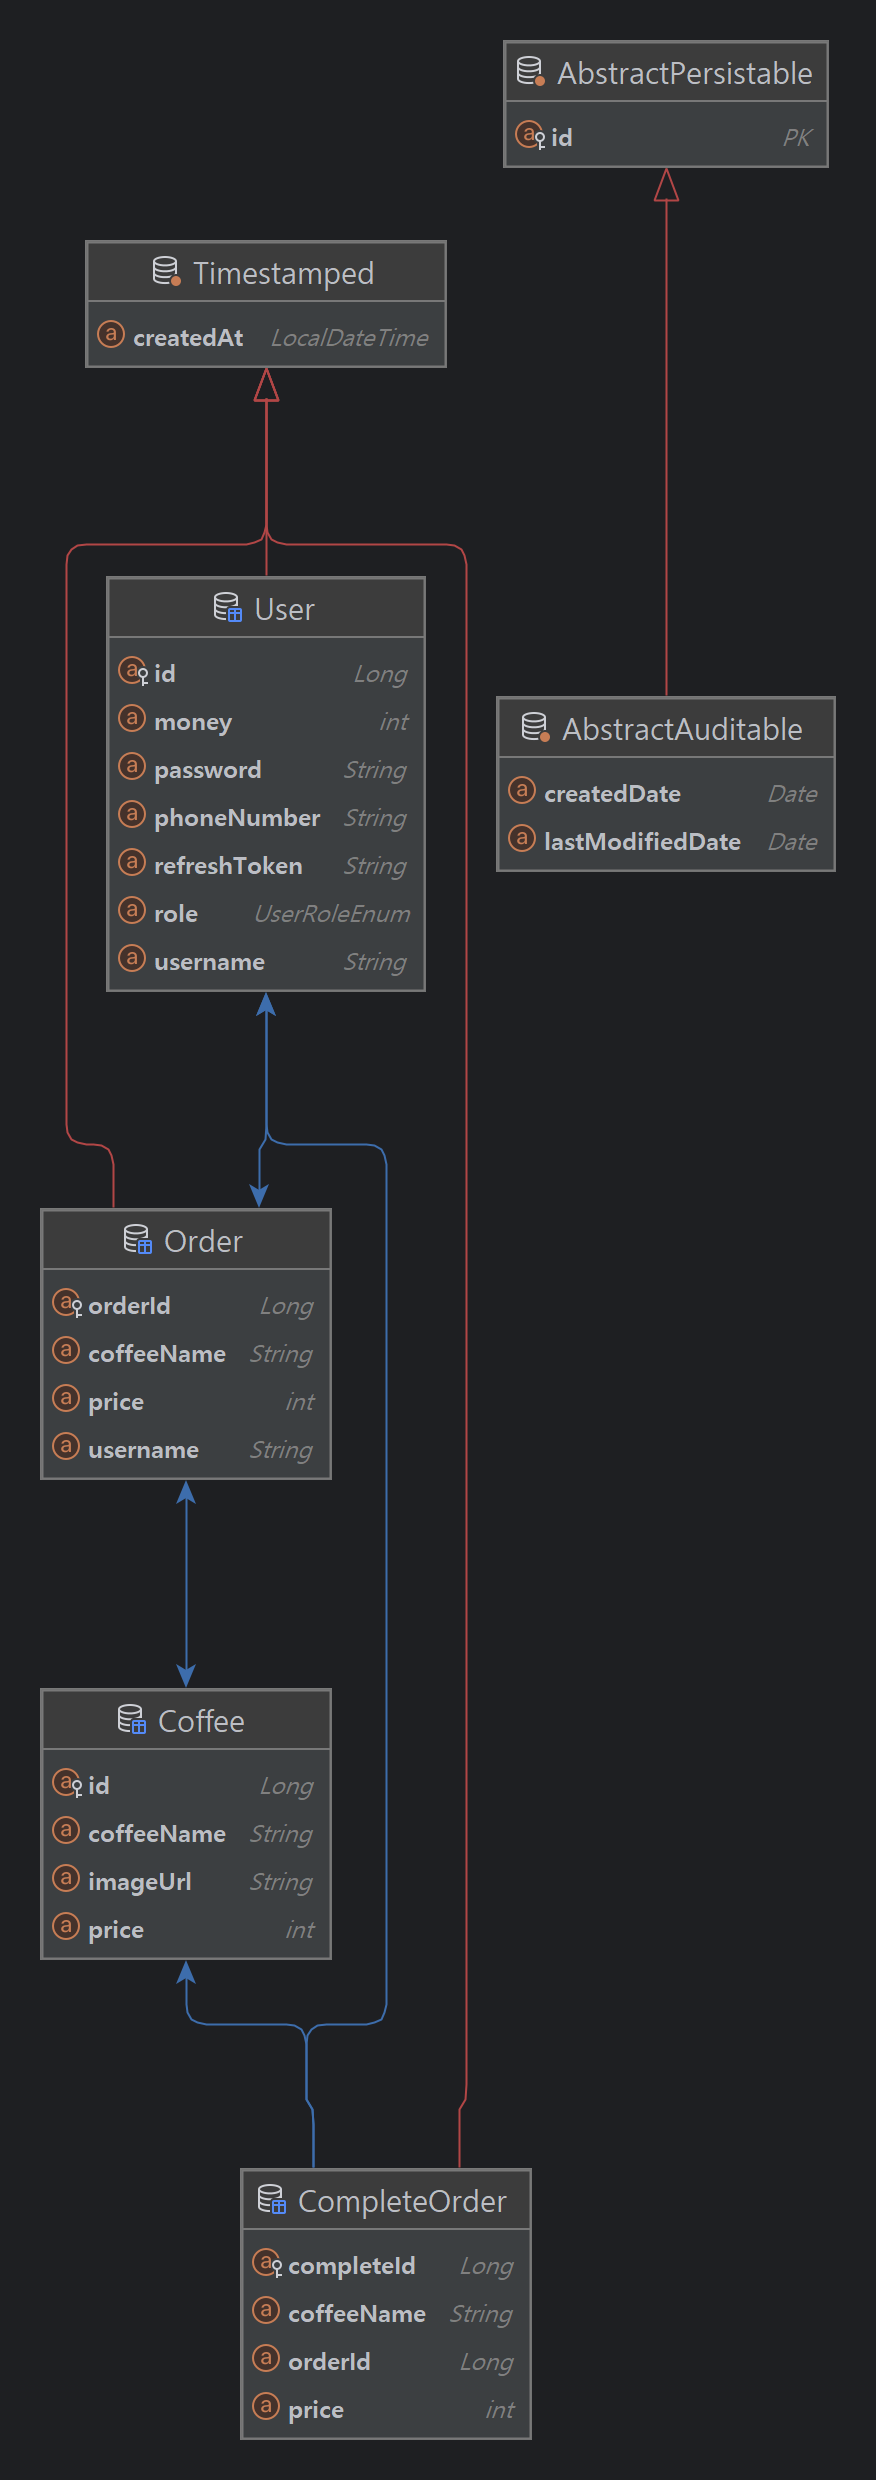 AbstractPersistable
id PK
Timestamped
createdAt LocalDateTime
User
id Long
money int
password String
phoneNumber String
refreshToken String
role UserRoleEnum
username String
AbstractAuditable
createdDate Date
lastModifiedDate Date
Order
orderId Long
coffeeName String
price int
username String
Coffee
id Long
coffeeName String
imageUrl String
price int
CompleteOrder
completeId Long
coffeeName String
orderId Long
price int